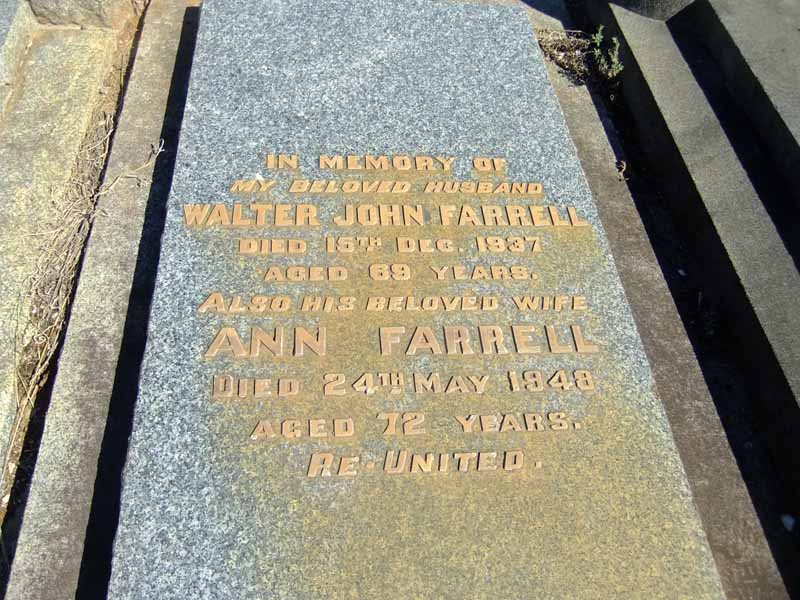 IN MEMORY OF
MY BELOVED HUSBAND
WALTER JOHN FARRELL
DIED 15TH DEC. 1937
AGED 69 YEARS.
ALSO HIS BELOVED WIFE
ANN FARRELL
DIED 24TH MAY 1948
AGED 72 YEARS.
RE-UNITED.